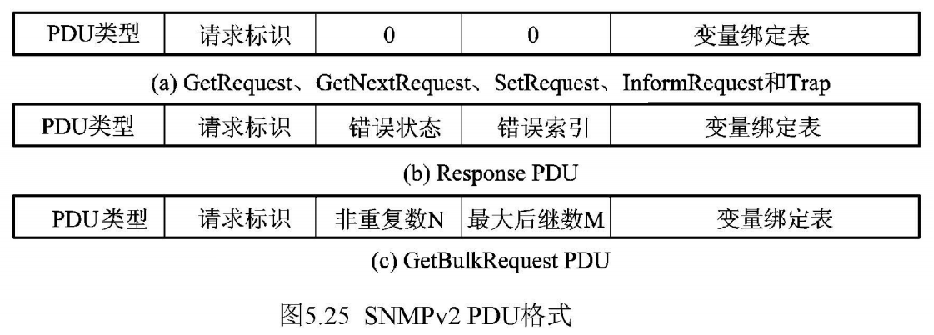 PDU类型 请求标识 0 0 变量绑定表
(a) GetRequest、GetNextRequest、SetRequest、InformRequest和Trap
PDU类型 请求标识 错误状态 错误索引 变量绑定表
(b) Response PDU
PDU类型 请求标识 非重复数N 最大后继数M 变量绑定表
(c) GetBulkRequest PDU
图5.25 SNMPv2 PDU格式